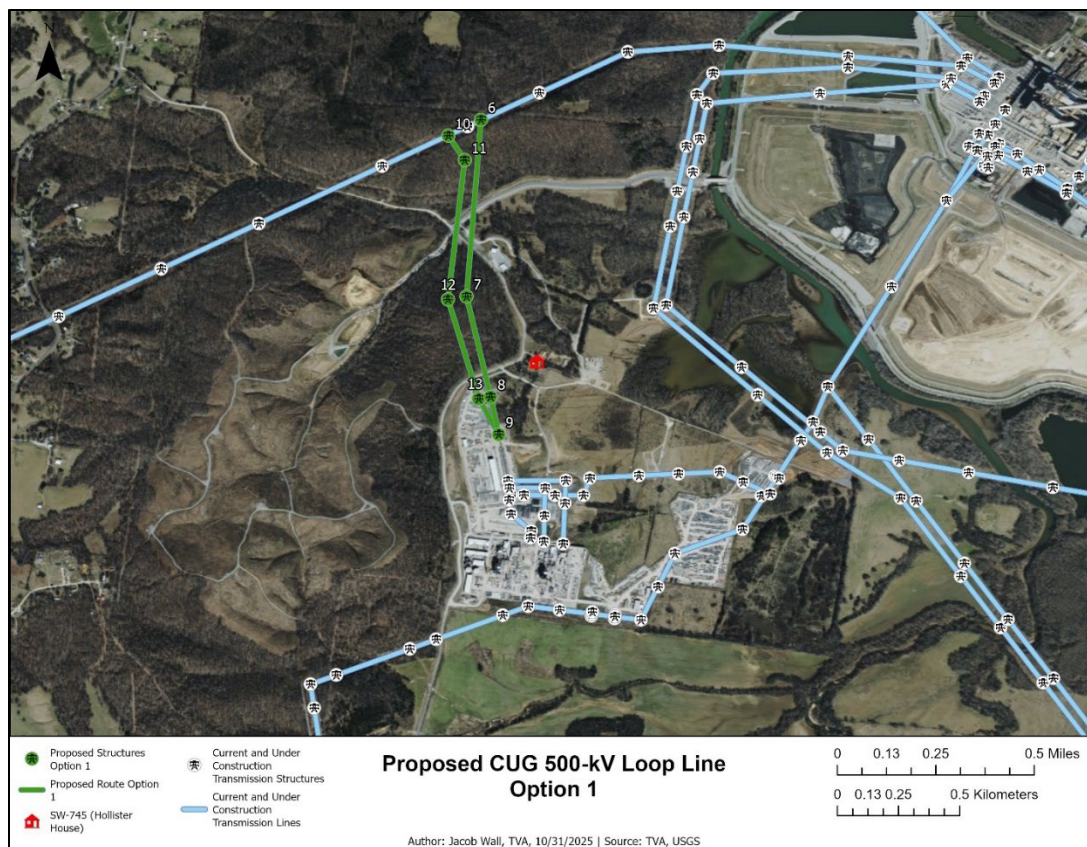 N
6
10
11
12
7
13
8
9
Proposed Structures
Option 1
Proposed Route Option
1
SW-745 (Hollister
House)
Current and Under
Construction
Transmission Structures
Current and Under
Construction
Transmission Lines
Proposed CUG 500-kV Loop Line
Option 1
0 0.13 0.25 0.5 Miles
0 0.13 0.25 0.5 Kilometers
Author: Jacob Wall, TVA, 10/31/2025 | Source: TVA, USGS